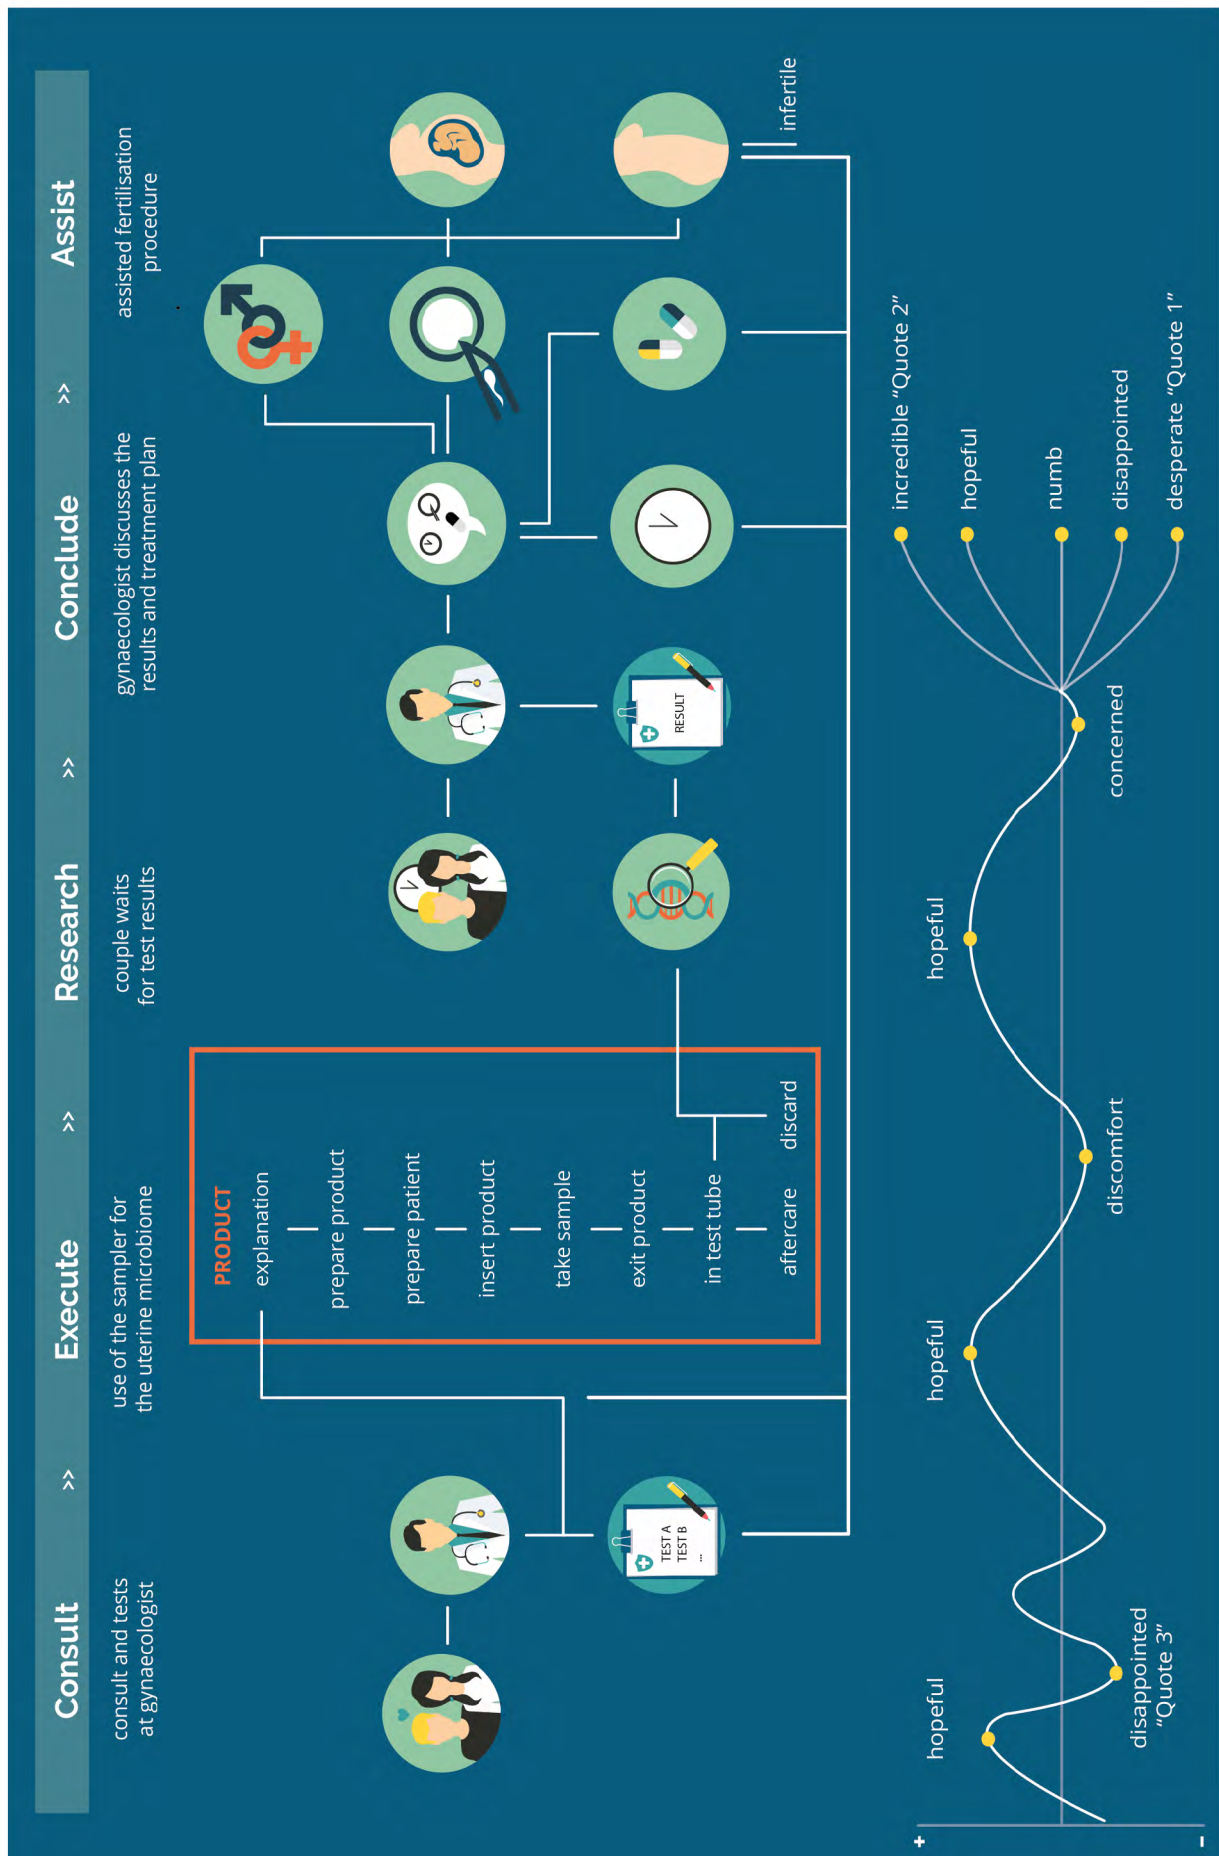 Consult
>>
Execute
>>
Research
>>
Conclude
>>
Assist
consult and tests
at gynaecologist
use of the sampler for
the uterine microbiome
couple waits
for test results
gynaecologist discusses the
results and treatment plan
assisted fertilisation
procedure
PRODUCT
explanation
prepare product
prepare patient
insert product
take sample
exit product
in test tube
aftercare
discard
TEST A
TEST B
...
RESULT
infertile
+
-
hopeful
disappointed
"Quote 3"
hopeful
discomfort
hopeful
concerned
incredible "Quote 2"
hopeful
numb
disappointed
desperate "Quote 1"